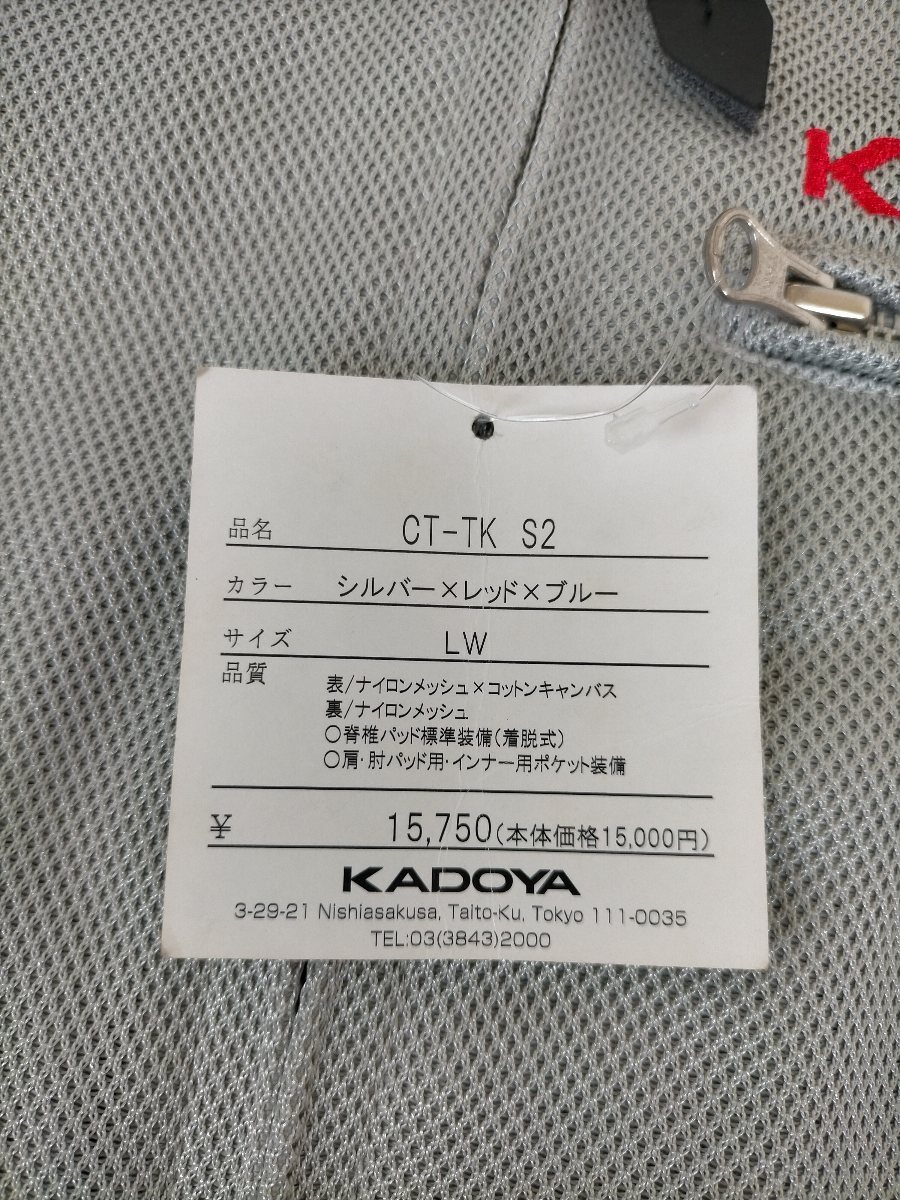 K
品名 CT-TK S2
カラー シルバー×レッド×ブルー
サイズ LW
品質 表/ナイロンメッシュ×コットンキャンバス
裏/ナイロンメッシュ
○脊椎パッド標準装備(着脱式)
○肩・肘パッド用・インナー用ポケット装備
¥ 15,750(本体価格15,000円)
KADOYA
3-29-21 Nishiasakusa, Taito-Ku, Tokyo 111-0035
TEL:03(3843)2000